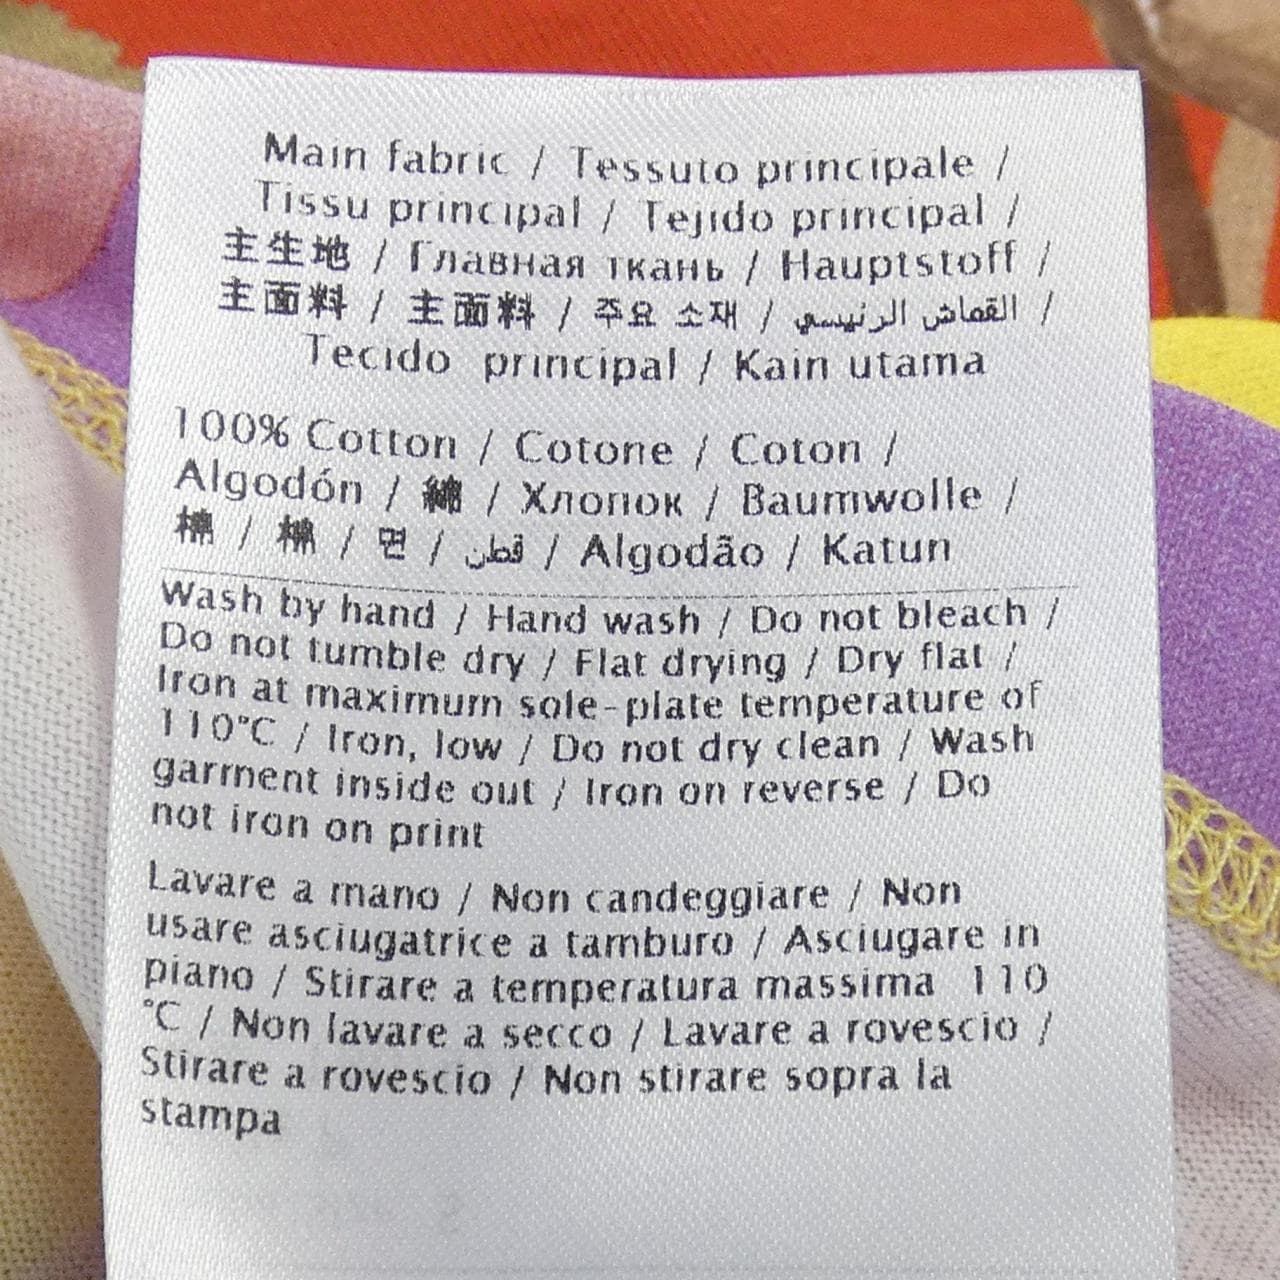 Main fabric / Tessuto principale /
Tissu principal / Tejido principal /
主生地 / Главная ткань / Hauptstoff /
主面料 / 主面料 / 주요 소재 / القماش الرئيسي /
Tecido principal / Kain utama
100% Cotton / Cotone / Coton /
Algodón / 綿 / Хлопок / Baumwolle /
棉 / 棉 / 면 / قطن / Algodão / Katun
Wash by hand / Hand wash / Do not bleach /
Do not tumble dry / Flat drying / Dry flat /
Iron at maximum sole-plate temperature of
110°C / Iron, low / Do not dry clean / Wash
garment inside out / Iron on reverse / Do
not iron on print
Lavare a mano / Non candeggiare / Non
usare asciugatrice a tamburo / Asciugare in
piano / Stirare a temperatura massima 110
°C / Non lavare a secco / Lavare a rovescio /
Stirare a rovescio / Non stirare sopra la
stampa